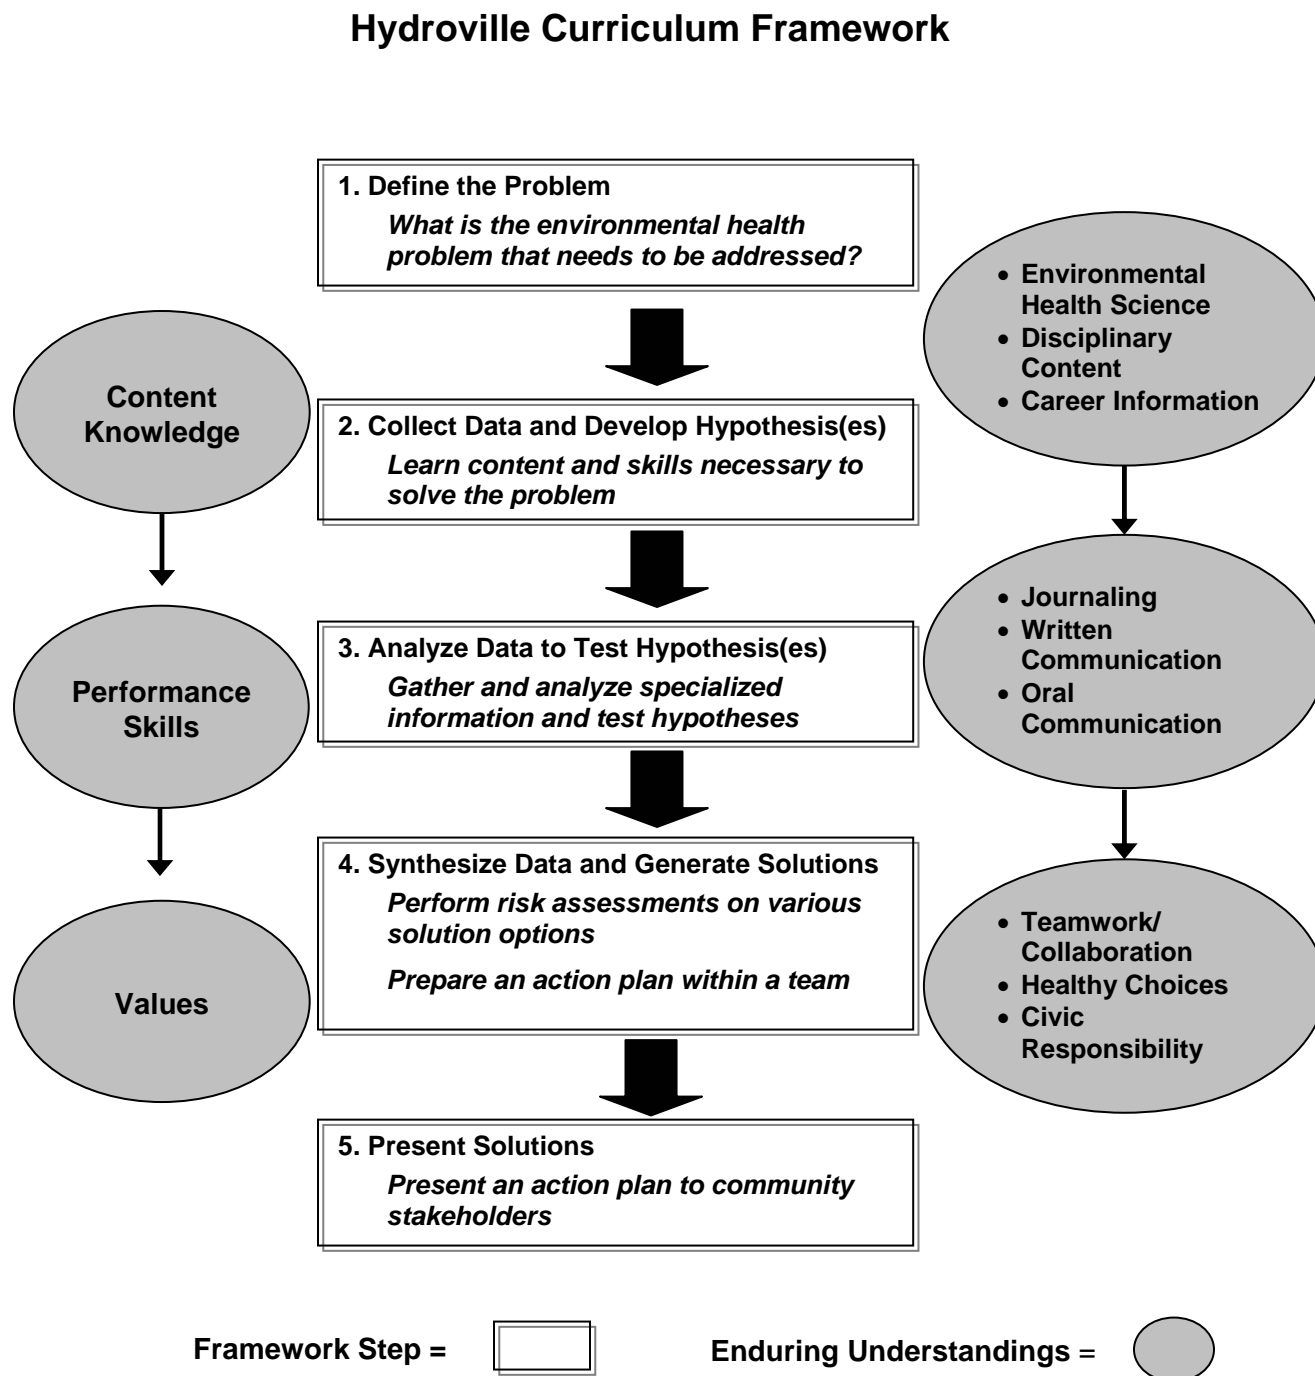 Hydroville Curriculum Framework
1. Define the Problem
What is the environmental health
problem that needs to be addressed?
2. Collect Data and Develop Hypothesis(es)
Learn content and skills necessary to
solve the problem
3. Analyze Data to Test Hypothesis(es)
Gather and analyze specialized
information and test hypotheses
4. Synthesize Data and Generate Solutions
Perform risk assessments on various
solution options
Prepare an action plan within a team
5. Present Solutions
Present an action plan to community
stakeholders
Content
Knowledge
Performance
Skills
Values
• Environmental
Health Science
• Disciplinary
Content
• Career Information
• Journaling
• Written
Communication
• Oral
Communication
• Teamwork/
Collaboration
• Healthy Choices
• Civic
Responsibility
Framework Step =
Enduring Understandings =